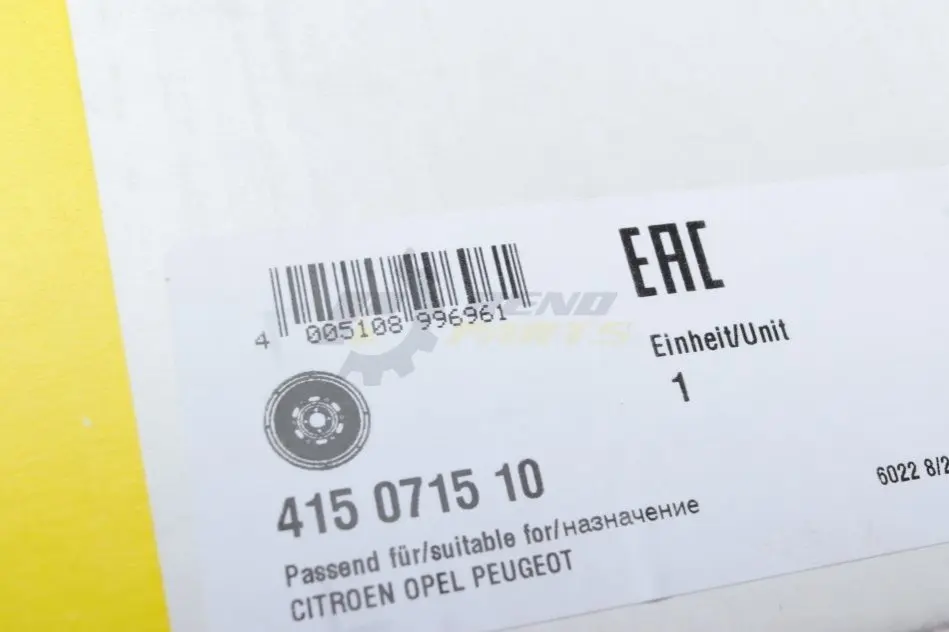 EAC
4 005108 996961
Einheit/Unit
1
415 0715 10
6022 8/2
Passend für/suitable for/назначение
CITROEN OPEL PEUGEOT